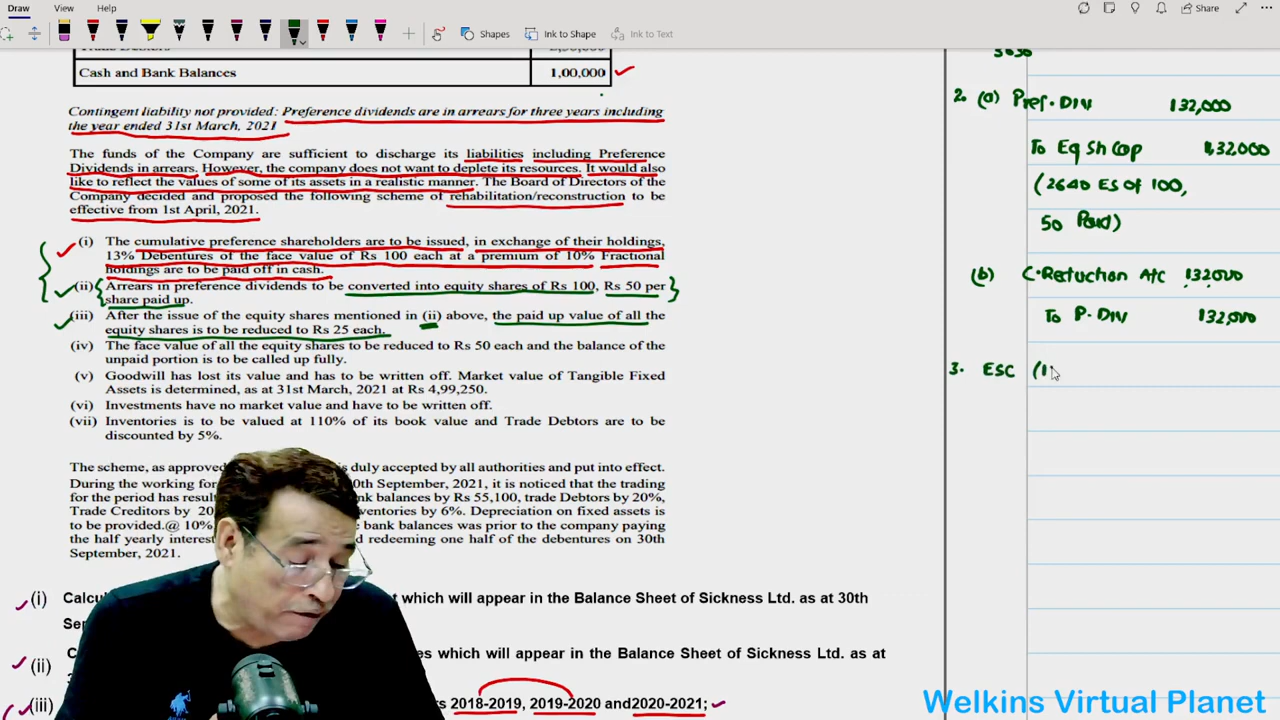 Draw View Help
Shapes Ink to Shape Ink to Text Share
Cash and Bank Balances 1,00,000
Contingent liability not provided: Preference dividends are in arrears for three years including
the year ended 31st March, 2021
The funds of the Company are sufficient to discharge its liabilities including Preference
Dividends in arrears. However, the company does not want to deplete its resources. It would also
like to reflect the values of some of its assets in a realistic manner. The Board of Directors of the
Company decided and proposed the following scheme of rehabilitation/reconstruction to be
effective from 1st April, 2021.
(i) The cumulative preference shareholders are to be issued, in exchange of their holdings,
13% Debentures of the face value of Rs 100 each at a premium of 10% Fractional
holdings are to be paid off in cash.
(ii) Arrears in preference dividends to be converted into equity shares of Rs 100, Rs 50 per
share paid up.
(iii) After the issue of the equity shares mentioned in (ii) above, the paid up value of all the
equity shares is to be reduced to Rs 25 each.
(iv) The face value of all the equity shares to be reduced to Rs 50 each and the balance of the
unpaid portion is to be called up fully.
(v) Goodwill has lost its value and has to be written off. Market value of Tangible Fixed
Assets is determined, as at 31st March, 2021 at Rs 4,99,250.
(vi) Investments have no market value and have to be written off.
(vii) Inventories is to be valued at 110% of its book value and Trade Debtors are to be
discounted by 5%.
The scheme, as approved is duly accepted by all authorities and put into effect.
During the working for 0th September, 2021, it is noticed that the trading
for the period has resul nk balances by Rs 55,100, trade Debtors by 20%,
Trade Creditors by 20 ventories by 6%. Depreciation on fixed assets is
to be provided.@ 10% bank balances was prior to the company paying
the half yearly interes d redeeming one half of the debentures on 30th
September, 2021.
(i) Calcu t which will appear in the Balance Sheet of Sickness Ltd. as at 30th
Sep
(ii) C es which will appear in the Balance Sheet of Sickness Ltd. as at
(iii) rs 2018-2019, 2019-2020 and2020-2021;
2. (a) Pref. Div 132,000
To Eq Sh Cap 132000
(2640 ES of 100,
50 Paid)
(b) C. Reduction A/c 132000
To P. Div 132,000
3. ESC (1
Welkins Virtual Planet